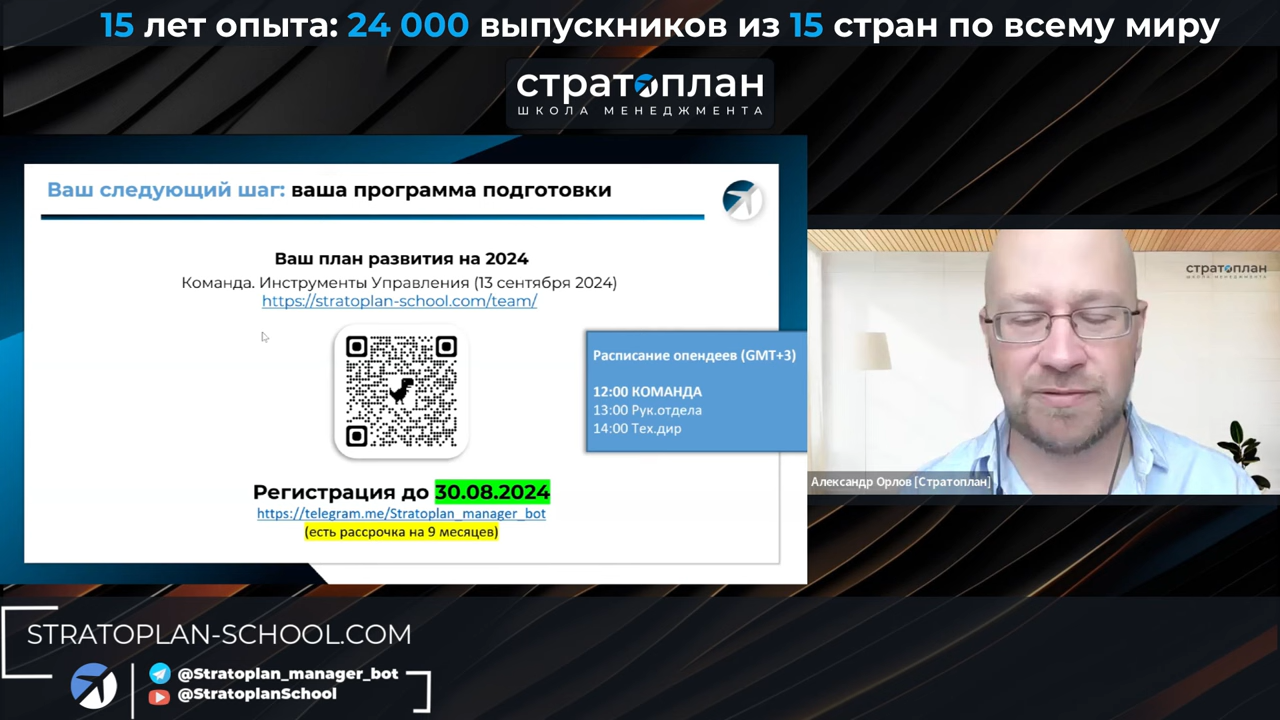 15 лет опыта: 24 000 выпускников из 15 стран по всему миру
стратоплан
ШКОЛА МЕНЕДЖМЕНТА
Ваш следующий шаг: ваша программа подготовки
Ваш план развития на 2024
Команда. Инструменты Управления (13 сентября 2024)
https://stratoplan-school.com/team/
Расписание опендеев (GMT+3)
12:00 КОМАНДА
13:00 Рук.отдела
14:00 Тех.дир
Регистрация до 30.08.2024
https://telegram.me/Stratoplan_manager_bot
(есть рассрочка на 9 месяцев)
стратоплан
ШКОЛА МЕНЕДЖМЕНТА
Александр Орлов [Стратоплан]
STRATOPLAN-SCHOOL.COM
@Stratoplan_manager_bot
@StratoplanSchool